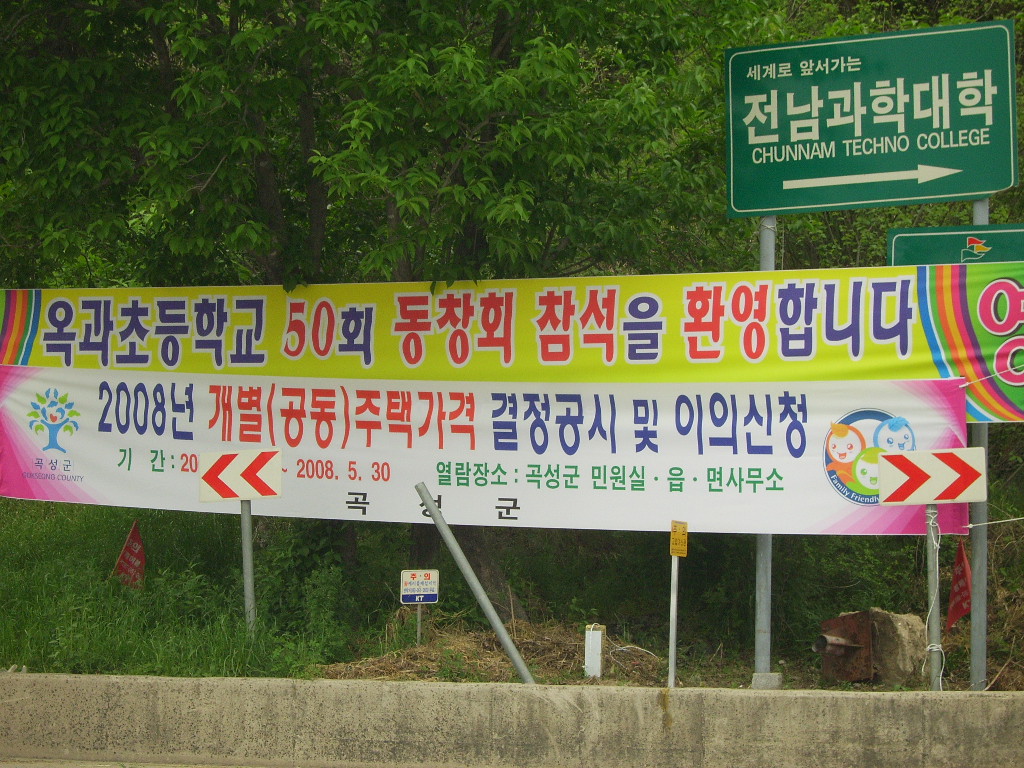 세계로 앞서가는
전남과학대학
CHUNNAM TECHNO COLLEGE
옥과초등학교 50회 동창회 참석을 환영합니다
2008년 개별(공동)주택가격 결정공시 및 이의신청
곡성군
기 간: 20 ~ 2008. 5. 30 열람장소 : 곡성군 민원실 · 읍 · 면사무소
곡 성 군
Family Friendly
주 · 의
KT